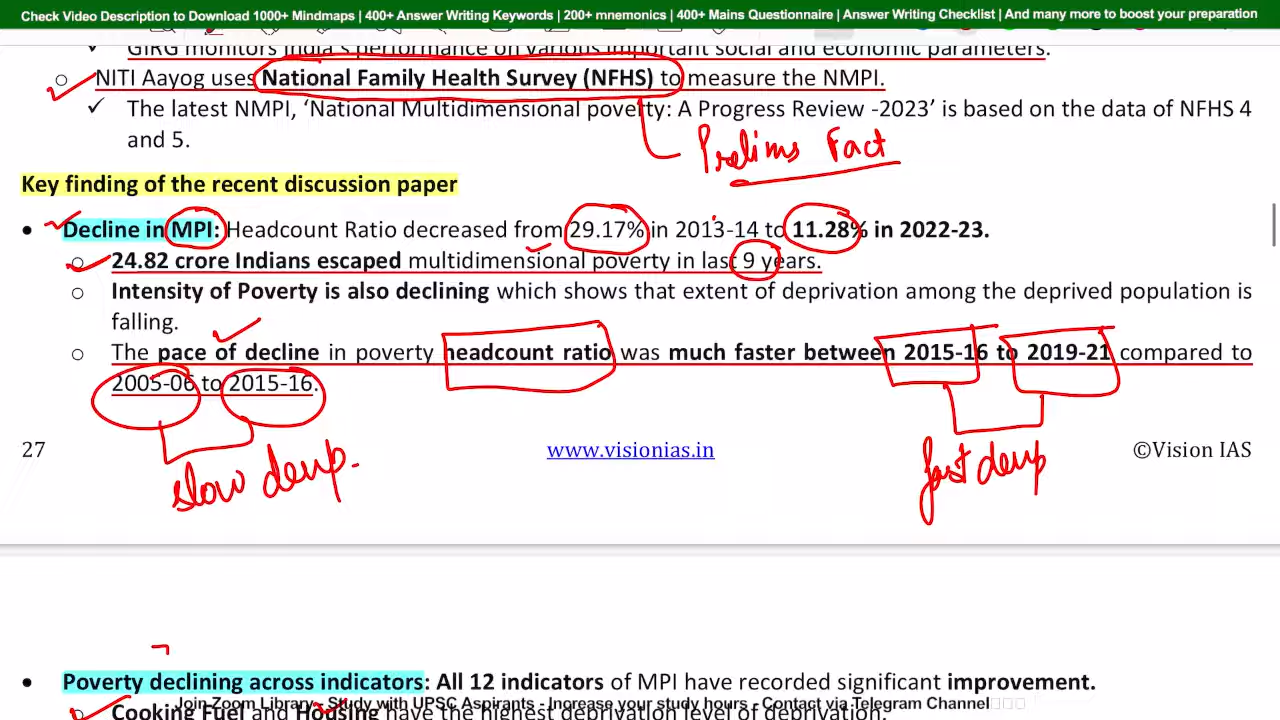 Check Video Description to Download 1000+ Mindmaps | 400+ Answer Writing Keywords | 200+ mnemonics | 400+ Mains Questionnaire | Answer Writing Checklist | And many more to boost your preparation
✓ GIRG monitors India's performance on various important social and economic parameters.
○ NITI Aayog uses National Family Health Survey (NFHS) to measure the NMPI.
✓ The latest NMPI, 'National Multidimensional poverty: A Progress Review -2023' is based on the data of NFHS 4
and 5.
Prelims Fact
Key finding of the recent discussion paper
• Decline in MPI: Headcount Ratio decreased from 29.17% in 2013-14 to 11.28% in 2022-23.
○ 24.82 crore Indians escaped multidimensional poverty in last 9 years.
○ Intensity of Poverty is also declining which shows that extent of deprivation among the deprived population is
falling.
○ The pace of decline in poverty headcount ratio was much faster between 2015-16 to 2019-21 compared to
2005-06 to 2015-16.
27 www.visionias.in ©Vision IAS
slow
fast
• Poverty declining across indicators: All 12 indicators of MPI have recorded significant improvement.
Join Zoom Library - Study with UPSC Aspirants - Increase your study hours - Contact via Telegram Channel
○ Cooking Fuel and Housing have the highest deprivation level of deprivation.